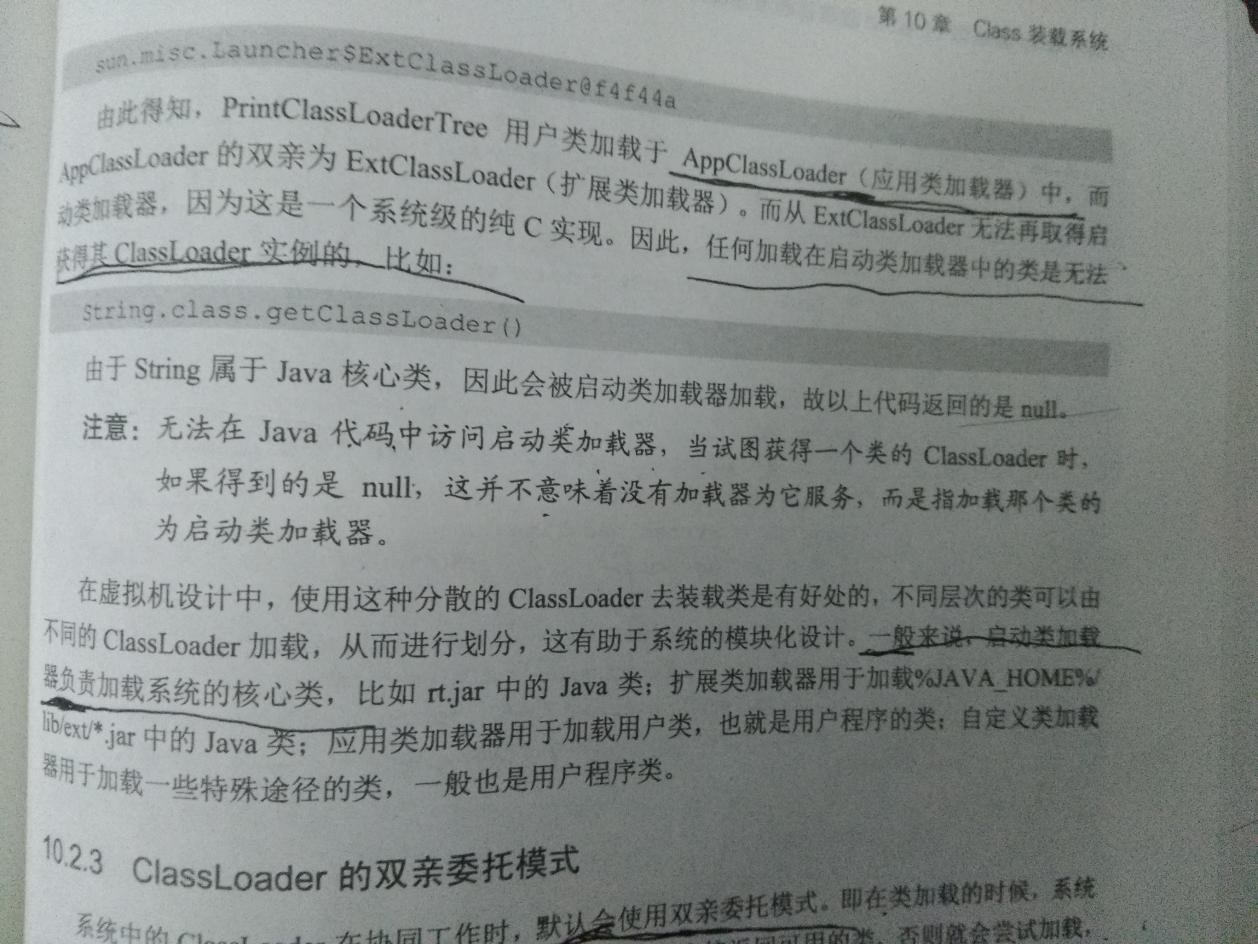 第 10 章 Class 装载系统
sun.misc.Launcher$ExtClassLoader@f4f44a
由此得知，PrintClassLoaderTree 用户类加载于 AppClassLoader（应用类加载器）中，而
AppClassLoader 的双亲为 ExtClassLoader（扩展类加载器）。而从 ExtClassLoader 无法再取得启
动类加载器，因为这是一个系统级的纯 C 实现。因此，任何加载在启动类加载器中的类是无法
获得其 ClassLoader 实例的，比如：
String.class.getClassLoader()
由于 String 属于 Java 核心类，因此会被启动类加载器加载，故以上代码返回的是 null。
注意：无法在 Java 代码中访问启动类加载器，当试图获得一个类的 ClassLoader 时，
如果得到的是 null，这并不意味着没有加载器为它服务，而是指加载那个类的
为启动类加载器。
在虚拟机设计中，使用这种分散的 ClassLoader 去装载类是有好处的，不同层次的类可以由
不同的 ClassLoader 加载，从而进行划分，这有助于系统的模块化设计。一般来说，启动类加载
器负责加载系统的核心类，比如 rt.jar 中的 Java 类；扩展类加载器用于加载%JAVA_HOME%/
lib/ext/*.jar 中的 Java 类；应用类加载器用于加载用户类，也就是用户程序的类；自定义类加载
器用于加载一些特殊途径的类，一般也是用户程序类。
10.2.3 ClassLoader 的双亲委托模式
系统中的 ClassLoader 在协同工作时，默认会使用双亲委托模式。即在类加载的时候，系统
返回可用的类，否则就会尝试加载，